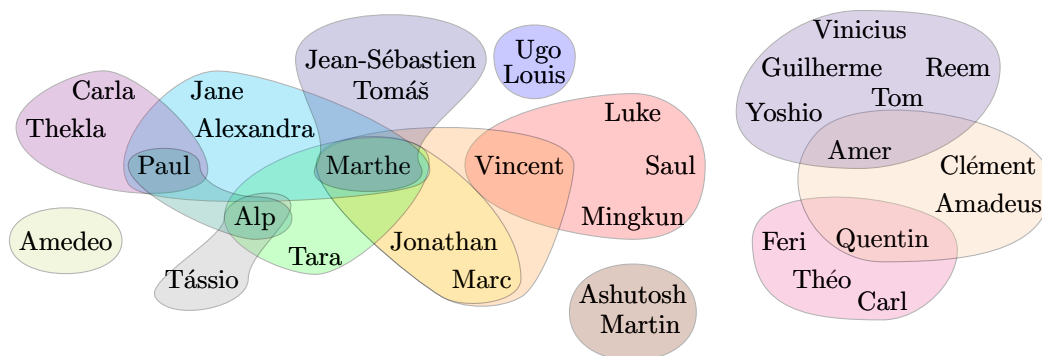 Jean-Sébastien
Tomáš
Ugo
Louis
Carla
Thekla
Jane
Alexandra
Paul
Marthe
Vincent
Luke
Saul
Mingkun
Alp
Tara
Jonathan
Marc
Amedeo
Tássio
Ashutosh
Martin
Vinicius
Guilherme
Reem
Tom
Yoshio
Amer
Clément
Amadeus
Feri
Quentin
Théo
Carl